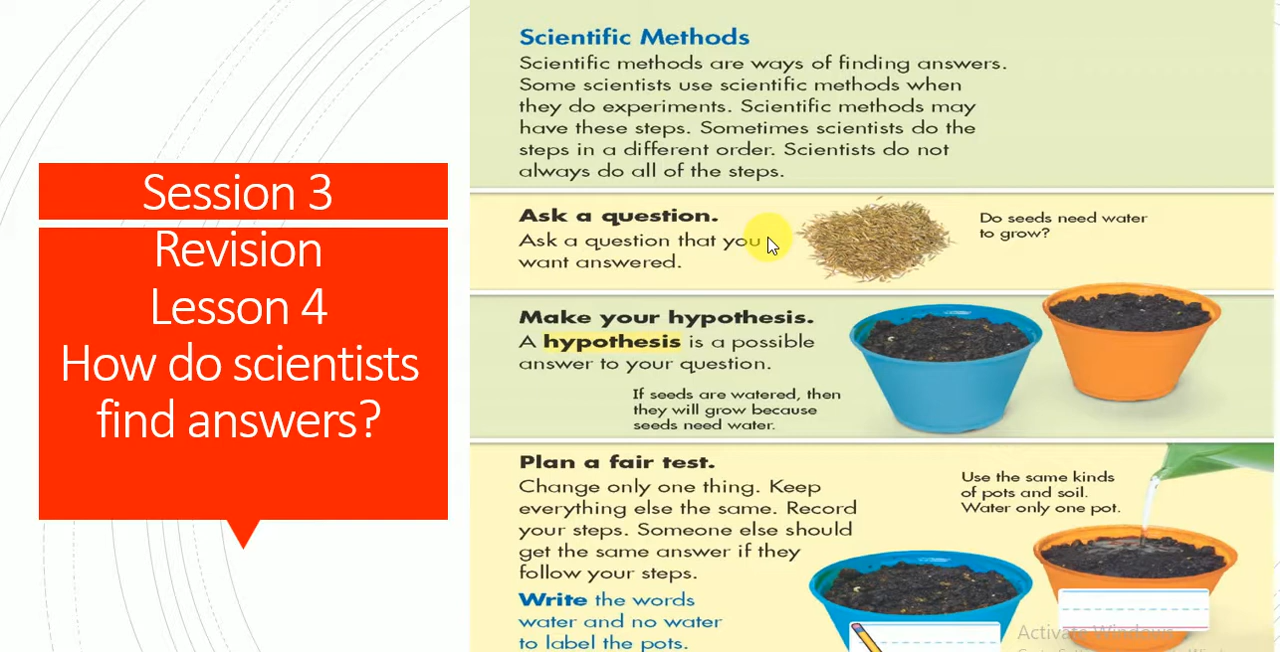 Session 3
Revision
Lesson 4
How do scientists
find answers?
Scientific Methods
Scientific methods are ways of finding answers.
Some scientists use scientific methods when
they do experiments. Scientific methods may
have these steps. Sometimes scientists do the
steps in a different order. Scientists do not
always do all of the steps.
Ask a question.
Ask a question that you
want answered.
Do seeds need water
to grow?
Make your hypothesis.
A hypothesis is a possible
answer to your question.
If seeds are watered, then
they will grow because
seeds need water.
Plan a fair test.
Change only one thing. Keep
everything else the same. Record
your steps. Someone else should
get the same answer if they
follow your steps.
Use the same kinds
of pots and soil.
Water only one pot.
Write the words
water and no water
to label the pots.
Activate Windows